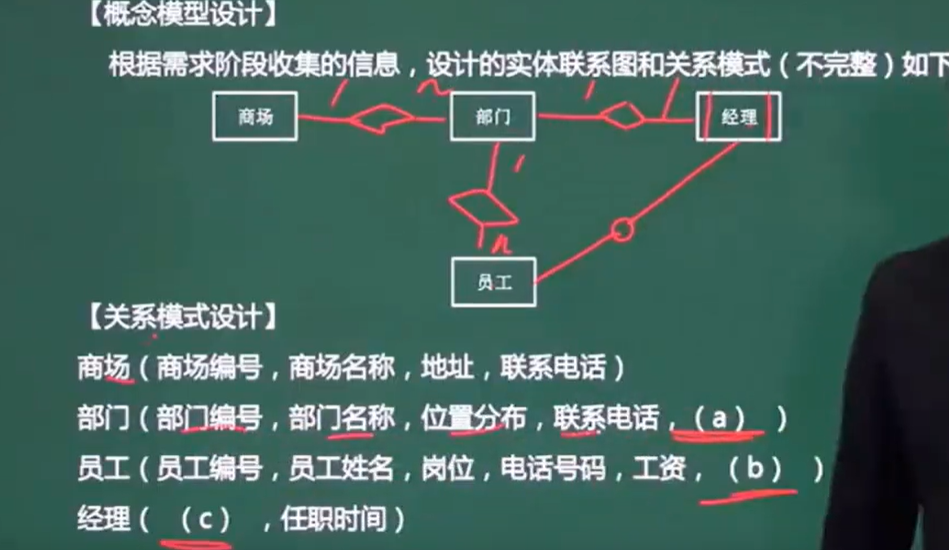 【概念模型设计】
根据需求阶段收集的信息，设计的实体联系图和关系模式（不完整）如下
商场 1 n 部门 1 1 经理
1
n
员工
【关系模式设计】
商场（商场编号，商场名称，地址，联系电话）
部门（部门编号，部门名称，位置分布，联系电话，（a））
员工（员工编号，员工姓名，岗位，电话号码，工资，（b））
经理（（c），任职时间）